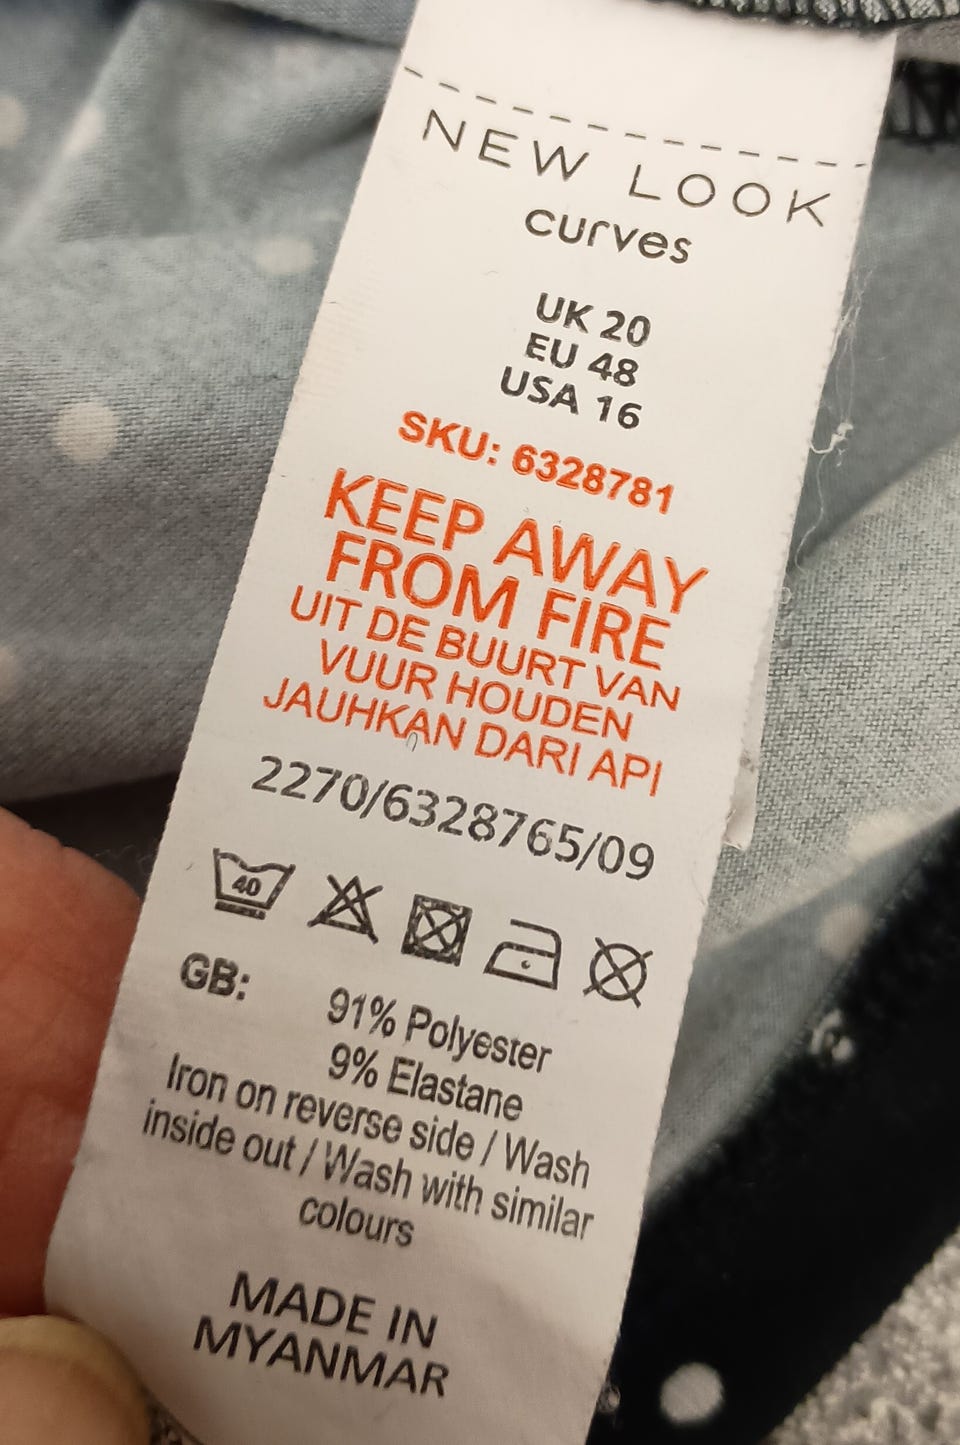 NEW LOOK
curves
UK 20
EU 48
USA 16
SKU: 6328781
KEEP AWAY
FROM FIRE
UIT DE BUURT VAN
VUUR HOUDEN
JAUHKAN DARI API
2270/6328765/09
40
GB:
91% Polyester
9% Elastane
Iron on reverse side / Wash
inside out / Wash with similar
colours
MADE IN
MYANMAR